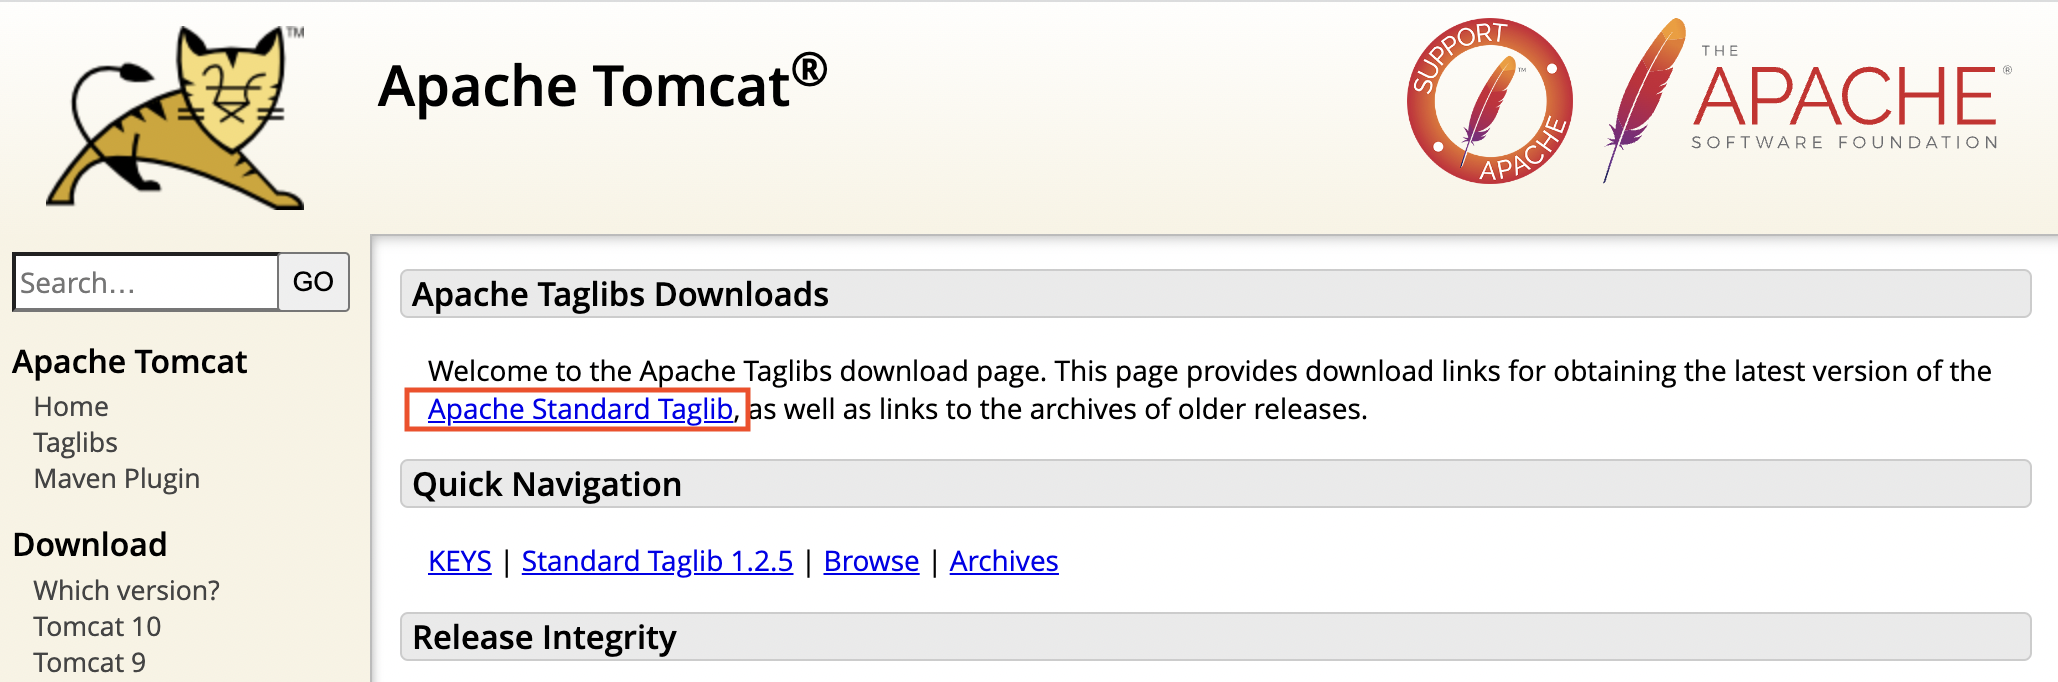 TM
Apache Tomcat®
SUPPORT
APACHE
™
THE
APACHE®
SOFTWARE FOUNDATION
Search...
GO
Apache Tomcat
Home
Taglibs
Maven Plugin
Download
Which version?
Tomcat 10
Tomcat 9
Apache Taglibs Downloads
Welcome to the Apache Taglibs download page. This page provides download links for obtaining the latest version of the
Apache Standard Taglib, as well as links to the archives of older releases.
Quick Navigation
KEYS | Standard Taglib 1.2.5 | Browse | Archives
Release Integrity